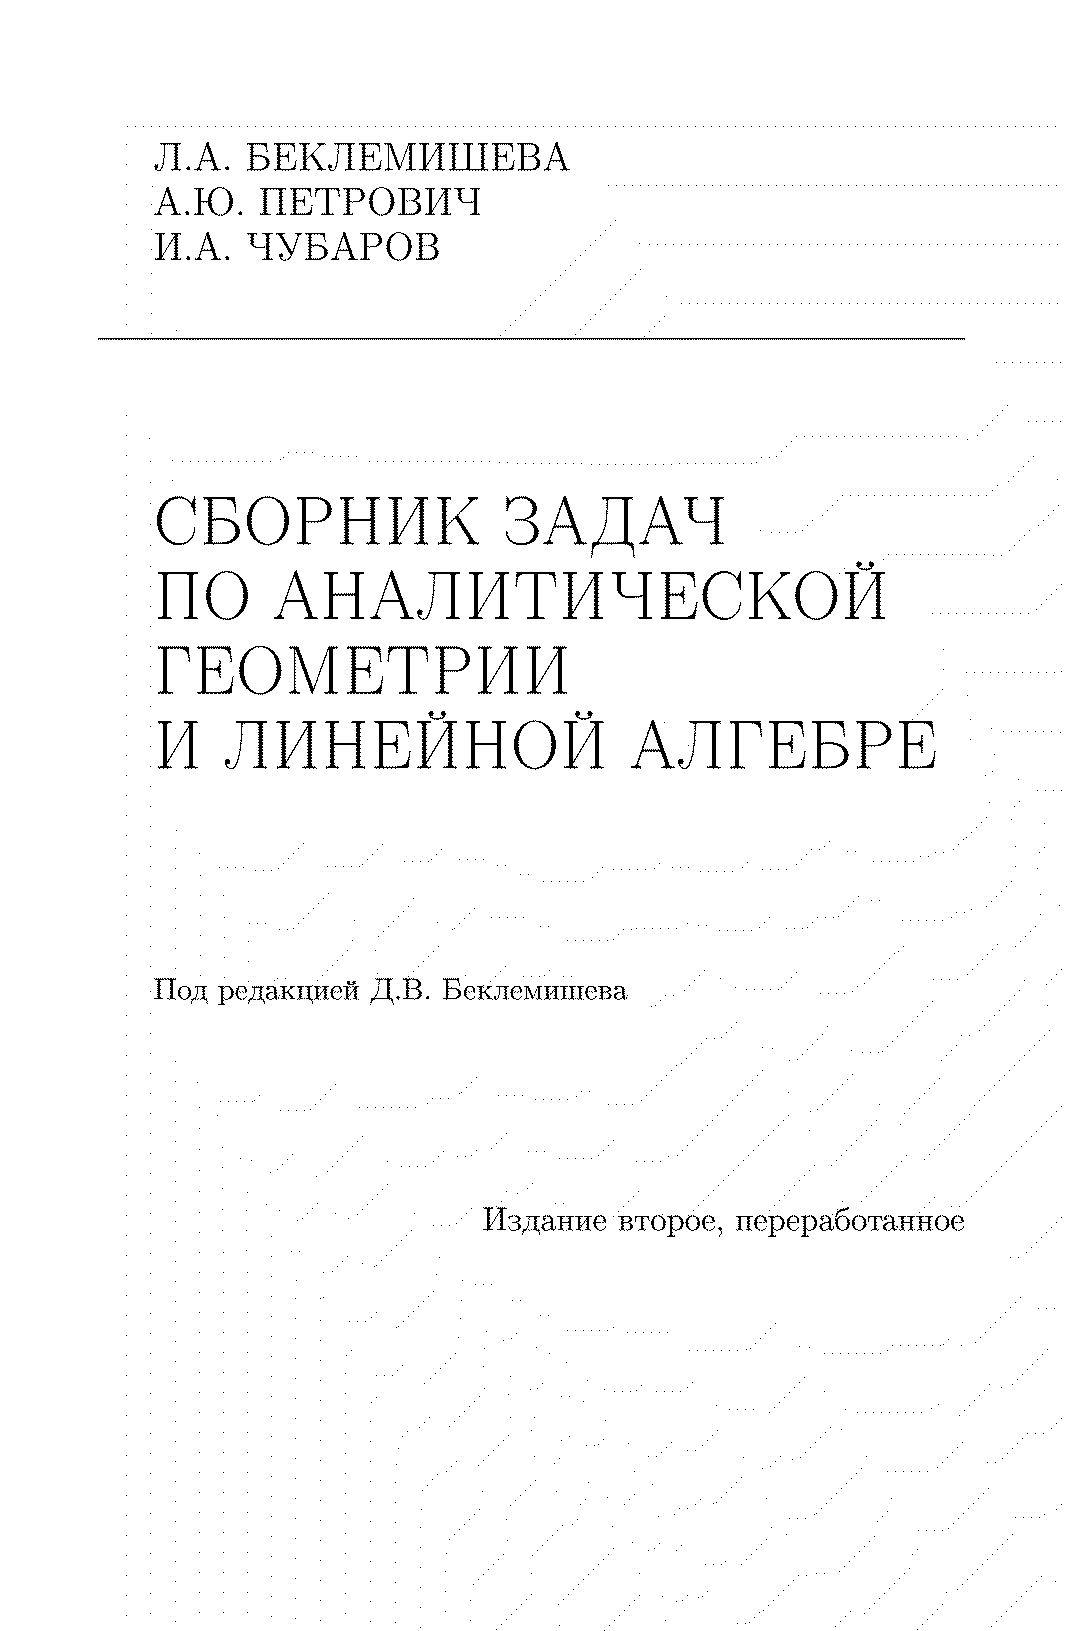 Л.А. БЕКЛЕМИШЕВА
А.Ю. ПЕТРОВИЧ
И.А. ЧУБАРОВ
СБОРНИК ЗАДАЧ
ПО АНАЛИТИЧЕСКОЙ
ГЕОМЕТРИИ
И ЛИНЕЙНОЙ АЛГЕБРЕ
Под редакцией Д.В. Беклемишева
Издание второе, переработанное